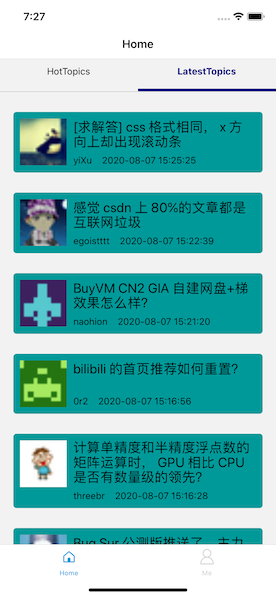 7:27
Home
HotTopics
LatestTopics
[求解答] css 格式相同， x 方
向上却出现滚动条
yiXu 2020-08-07 15:25:25
感觉 csdn 上 80%的文章都是
互联网垃圾
egoistttt 2020-08-07 15:22:39
BuyVM CN2 GIA 自建网盘+梯
效果怎么样?
naohion 2020-08-07 15:21:20
bilibili 的首页推荐如何重置?
0r2 2020-08-07 15:16:56
计算单精度和半精度浮点数的
矩阵运算时， GPU 相比 CPU
是否有数量级的领先?
threebr 2020-08-07 15:16:28
Big Sur 公测版推送了
Home
Me